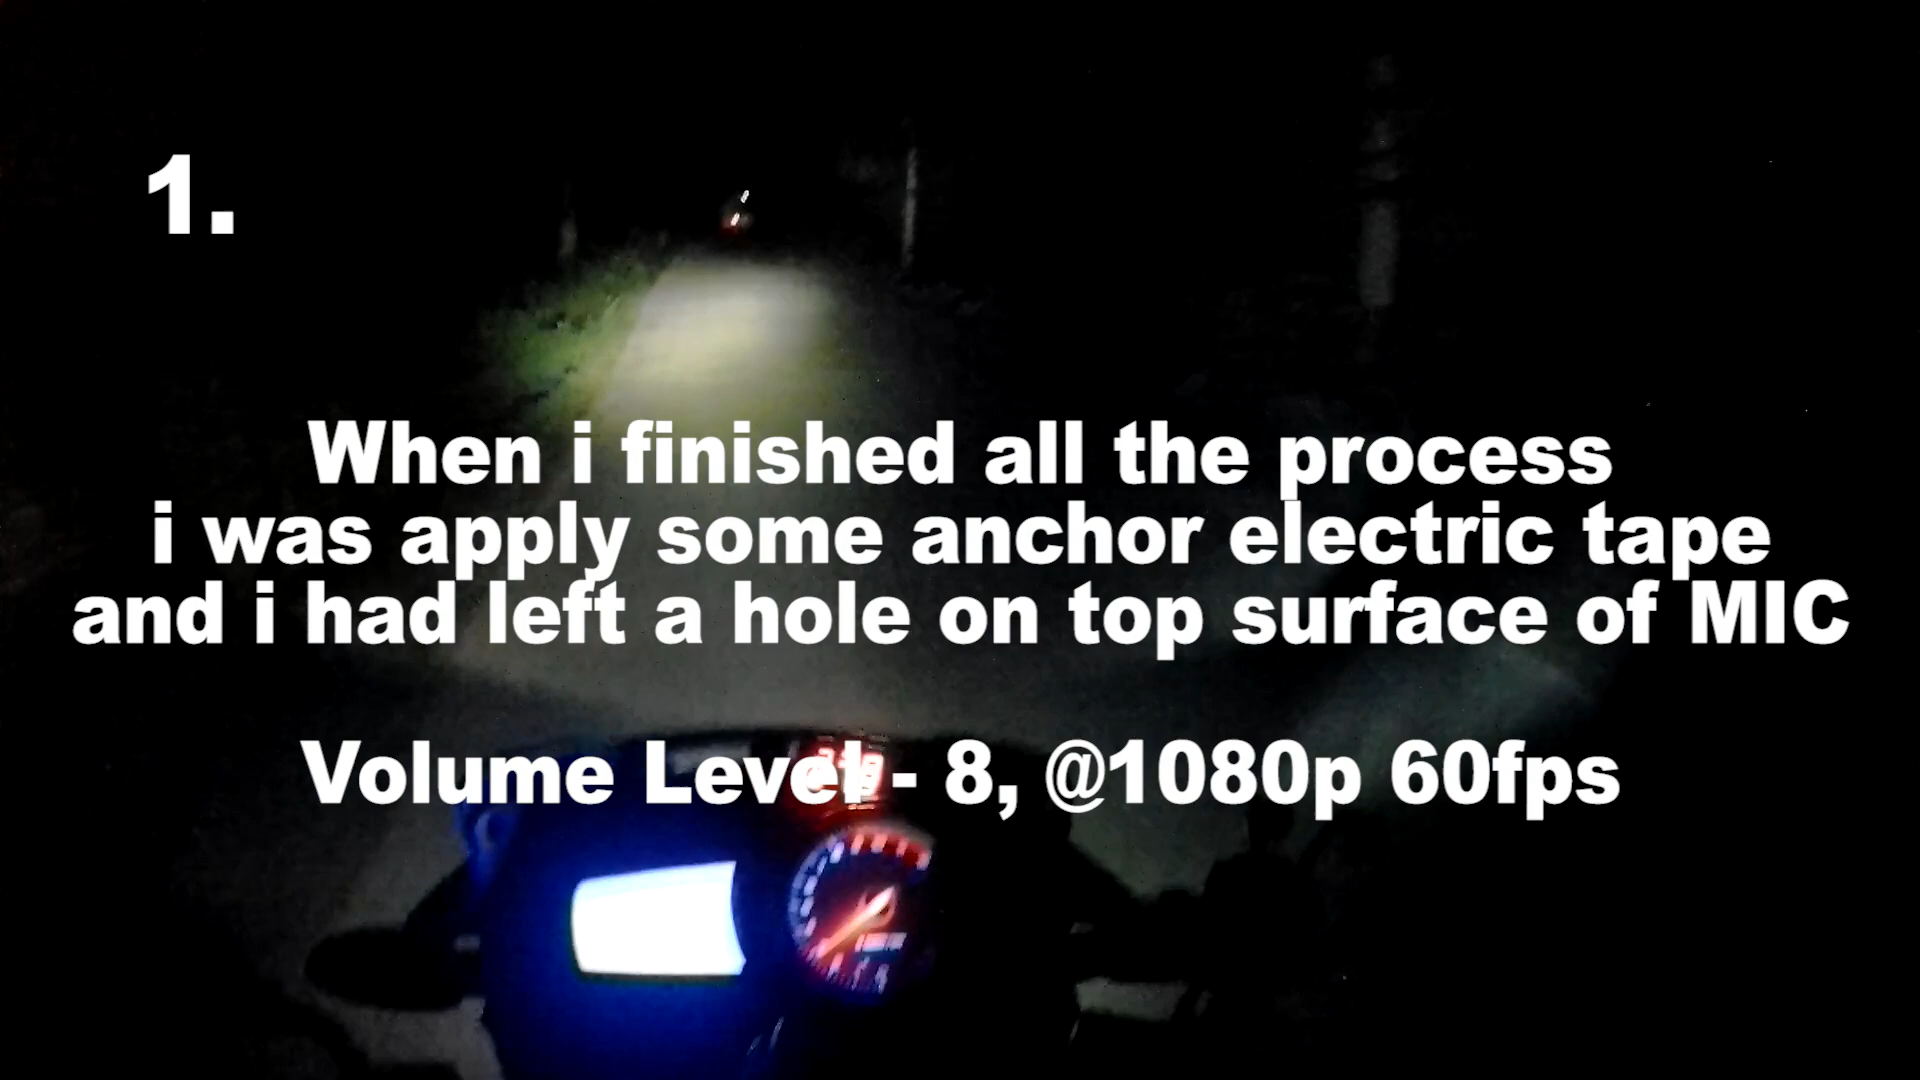 1.
When i finished all the process
i was apply some anchor electric tape
and i had left a hole on top surface of MIC
Volume Level - 8, @1080p 60fps